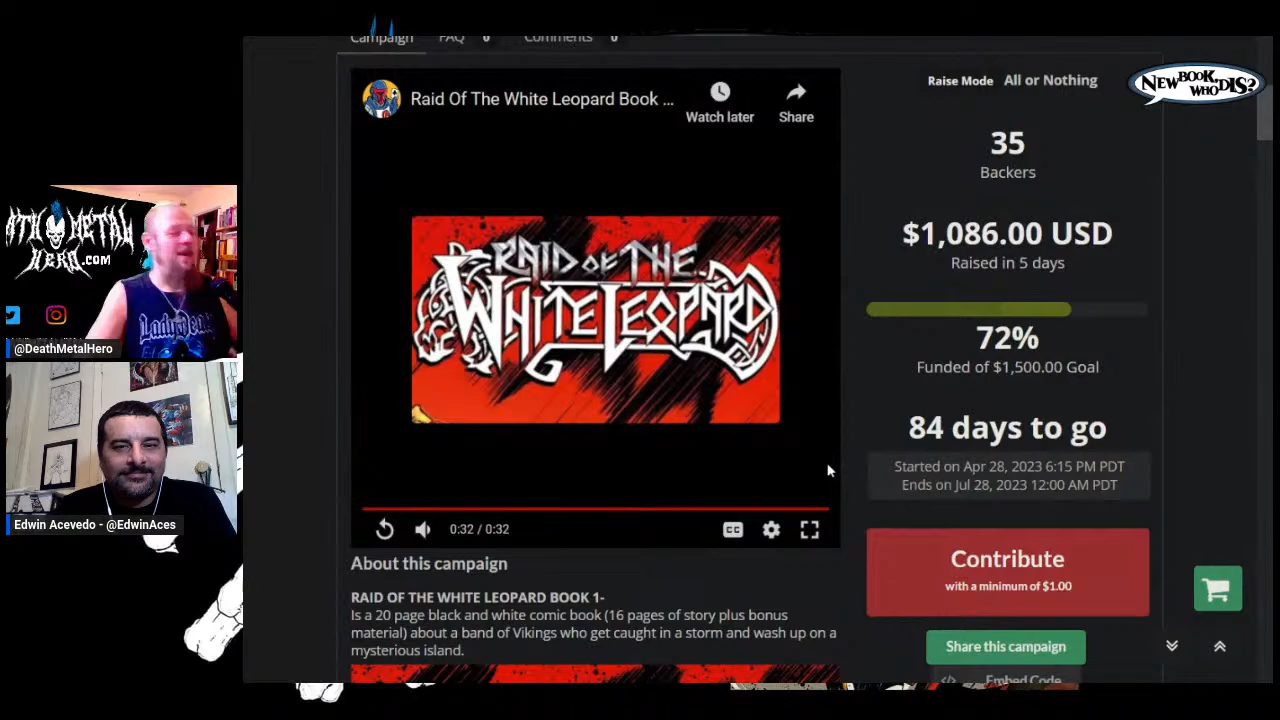 Campaign FAQ 0 Comments 0
Raid Of The White Leopard Book ...
Watch later
Share
Raise Mode All or Nothing
NEW BOOK, WHO DIS?
35
Backers
$1,086.00 USD
Raised in 5 days
72%
Funded of $1,500.00 Goal
84 days to go
Started on Apr 28, 2023 6:15 PM PDT
Ends on Jul 28, 2023 12:00 AM PDT
Contribute
with a minimum of $1.00
Share this campaign
Embed Code
RAID OF THE
WHITE LEOPARD
0:32 / 0:32
CC
About this campaign
RAID OF THE WHITE LEOPARD BOOK 1-
Is a 20 page black and white comic book (16 pages of story plus bonus
material) about a band of Vikings who get caught in a storm and wash up on a
mysterious island.
METAL
HERO
.COM
@DeathMetalHero
Edwin Acevedo - @EdwinAces